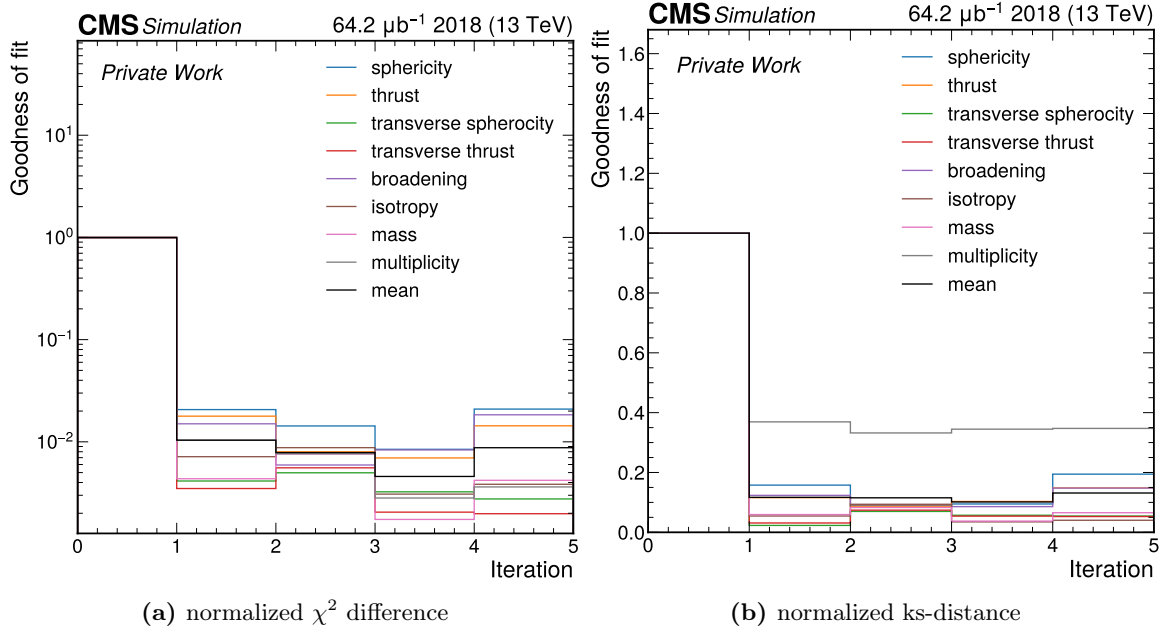 CMS Simulation 64.2 μb⁻¹ 2018 (13 TeV)
Goodness of fit
Private Work
sphericity
thrust
transverse spherocity
transverse thrust
broadening
isotropy
mass
multiplicity
mean
10¹
10⁰
10⁻¹
10⁻²
0 1 2 3 4 5
Iteration
(a) normalized χ² difference
CMS Simulation 64.2 μb⁻¹ 2018 (13 TeV)
Goodness of fit
Private Work
sphericity
thrust
transverse spherocity
transverse thrust
broadening
isotropy
mass
multiplicity
mean
1.6
1.4
1.2
1.0
0.8
0.6
0.4
0.2
0.0
0 1 2 3 4 5
Iteration
(b) normalized ks-distance